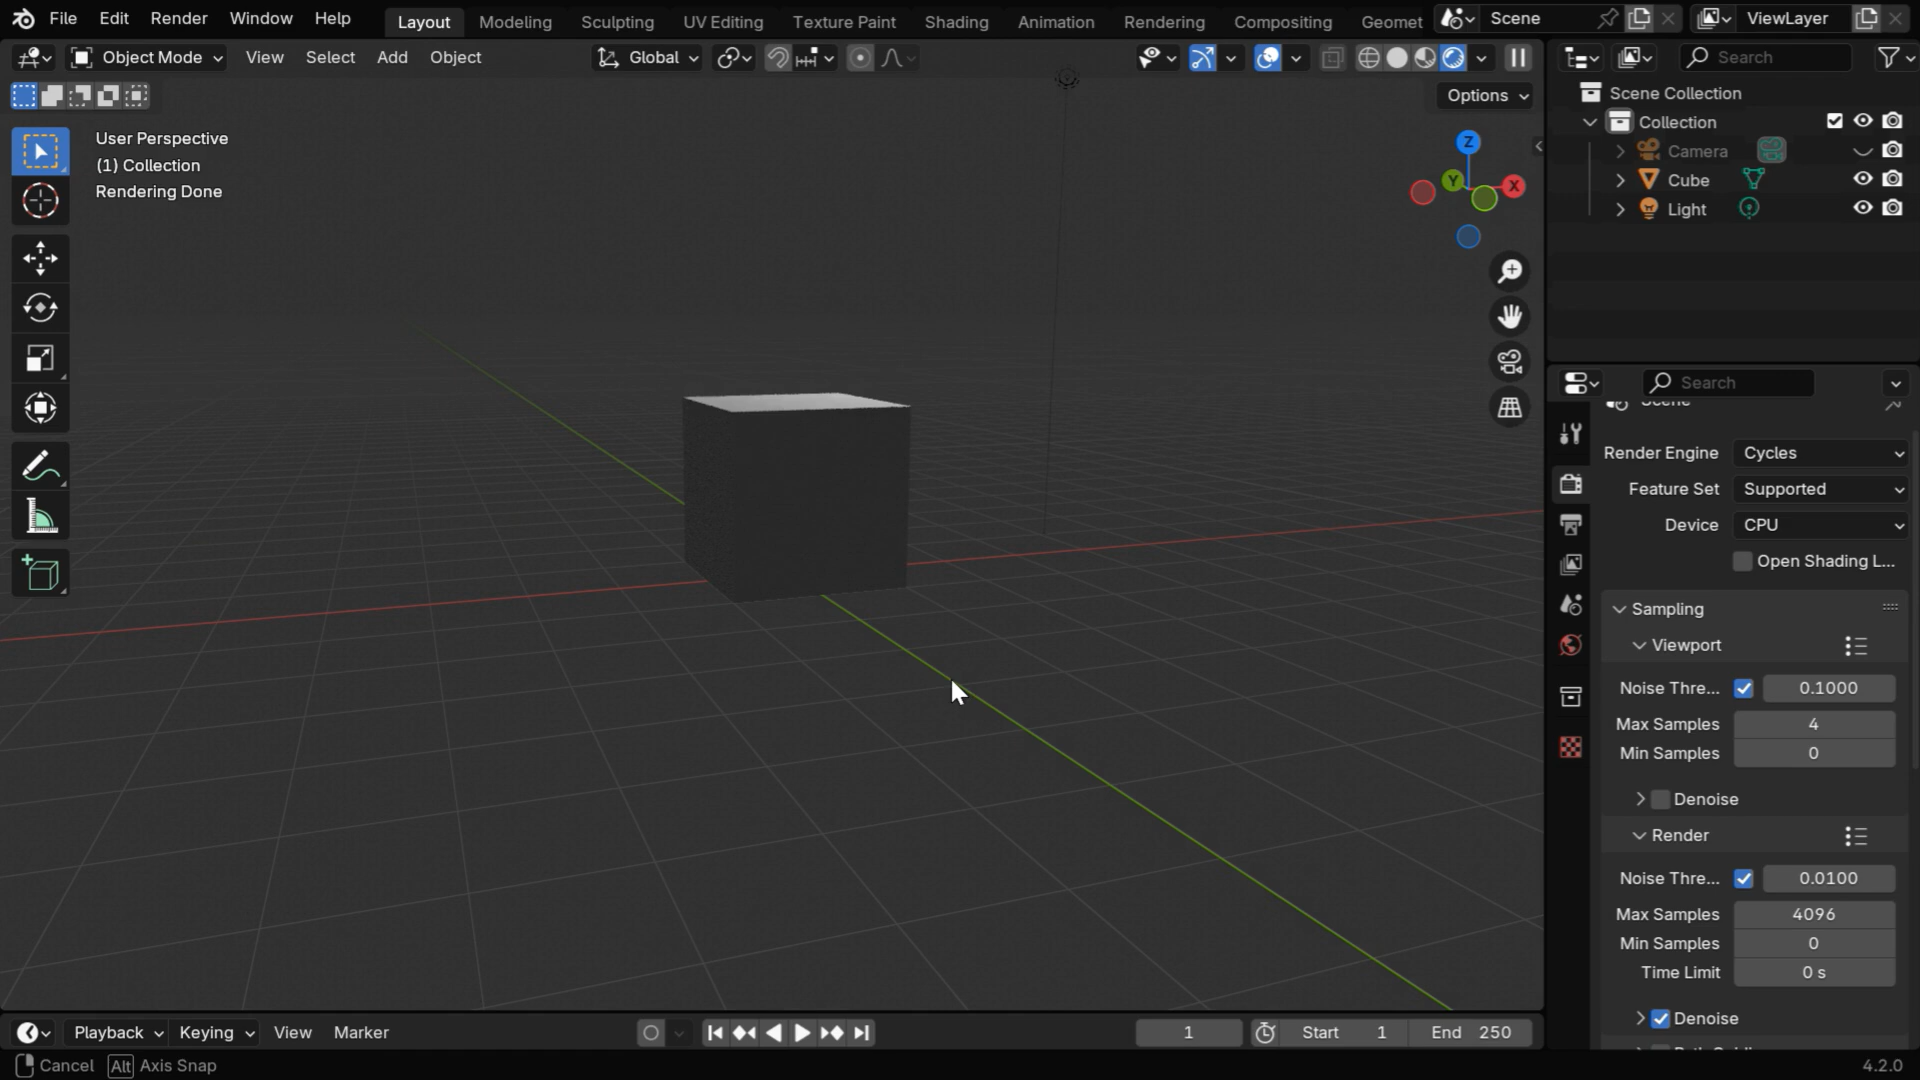 File Edit Render Window Help Layout Modeling Sculpting UV Editing Texture Paint Shading Animation Rendering Compositing Geomet Scene ViewLayer
Object Mode View Select Add Object Global Search
Options
User Perspective
(1) Collection
Rendering Done
Z
Y
X
Scene Collection
Collection
Camera
Cube
Light
Search
Scene
Render Engine Cycles
Feature Set Supported
Device CPU
Open Shading L...
Sampling
Viewport
Noise Thre... 0.1000
Max Samples 4
Min Samples 0
Denoise
Render
Noise Thre... 0.0100
Max Samples 4096
Min Samples 0
Time Limit 0 s
Denoise
Playback Keying View Marker 1 Start 1 End 250
Cancel Alt Axis Snap 4.2.0